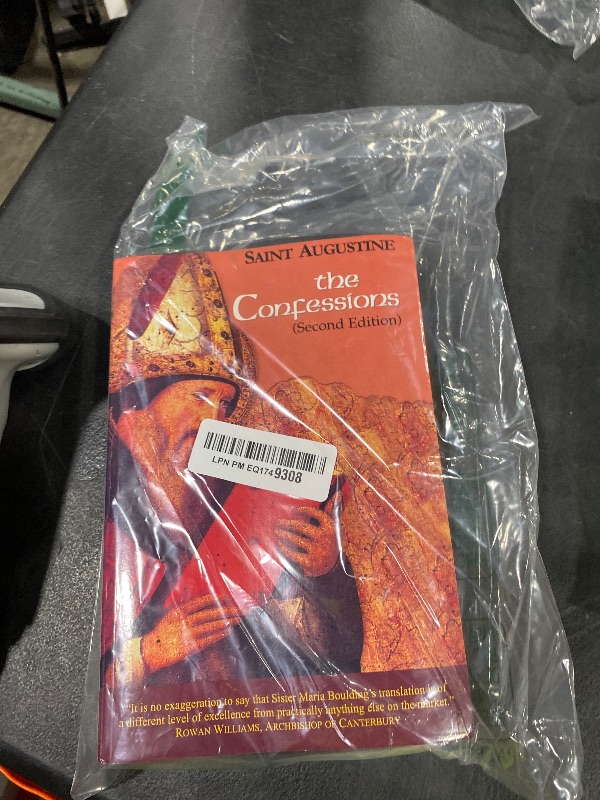 SAINT AUGUSTINE
the
Confessions
(Second Edition)
LPN PM EQ1749308
"It is no exaggeration to say that Sister Maria Boulding's translation is of
a different level of excellence from practically anything else on the market."
ROWAN WILLIAMS, ARCHBISHOP OF CANTERBURY